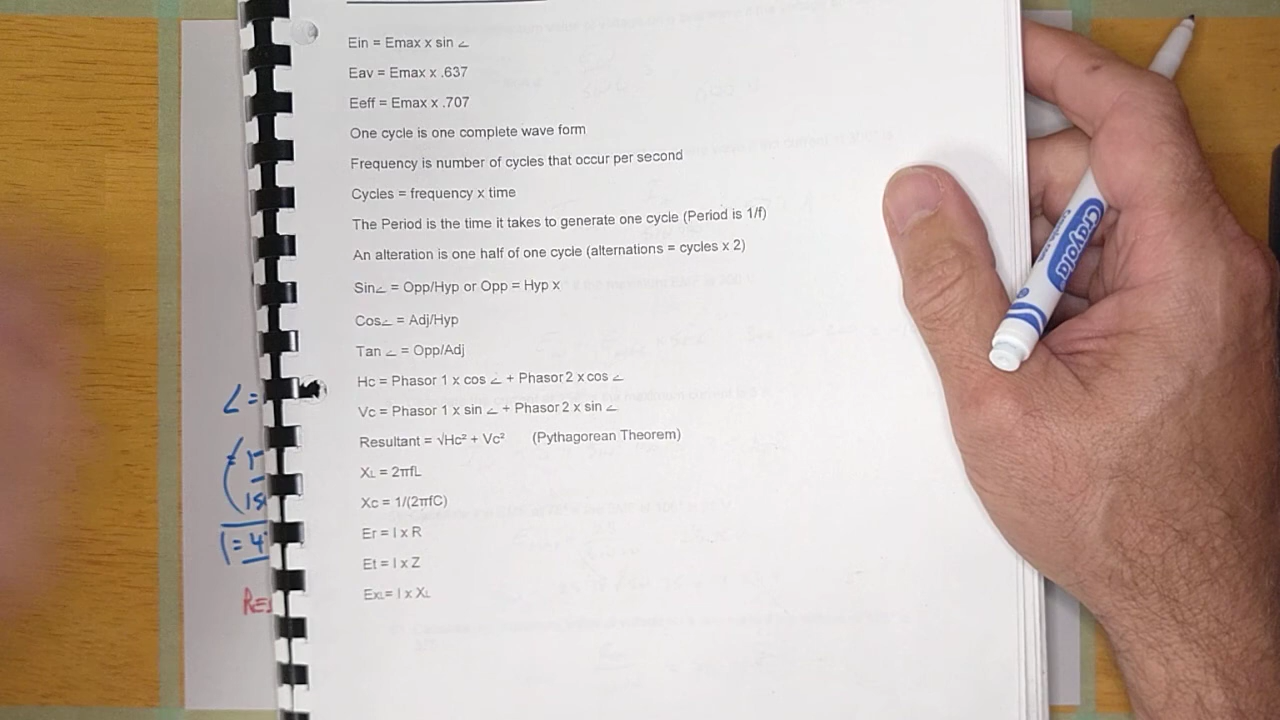 Ein = Emax x sin ∠
Eav = Emax x .637
Eeff = Emax x .707
One cycle is one complete wave form
Frequency is number of cycles that occur per second
Cycles = frequency x time
The Period is the time it takes to generate one cycle (Period is 1/f)
An alteration is one half of one cycle (alternations = cycles x 2)
Sin∠ = Opp/Hyp or Opp = Hyp x
Cos∠ = Adj/Hyp
Tan ∠ = Opp/Adj
Hc = Phasor 1 x cos ∠ + Phasor 2 x cos ∠
Vc = Phasor 1 x sin ∠ + Phasor 2 x sin ∠
Resultant = √Hc² + Vc² (Pythagorean Theorem)
XL = 2πfL
Xc = 1/(2πfC)
Er = I x R
Et = I x Z
EXL= I x XL
∠=
Crayola